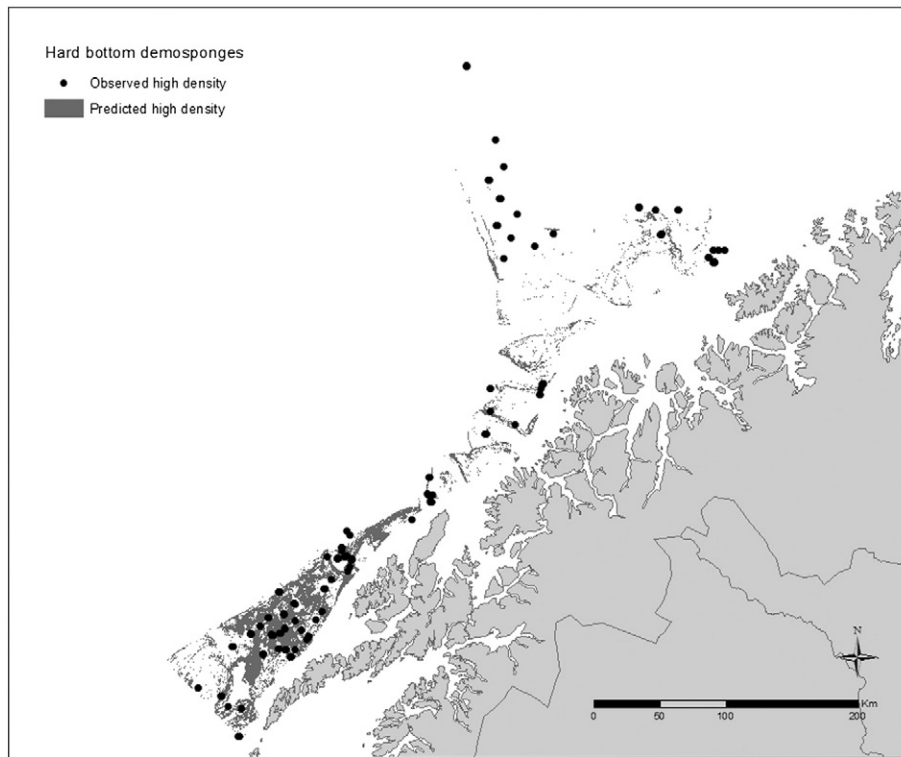 Hard bottom demosponges
Observed high density
Predicted high density
N
Km
0 50 100 200